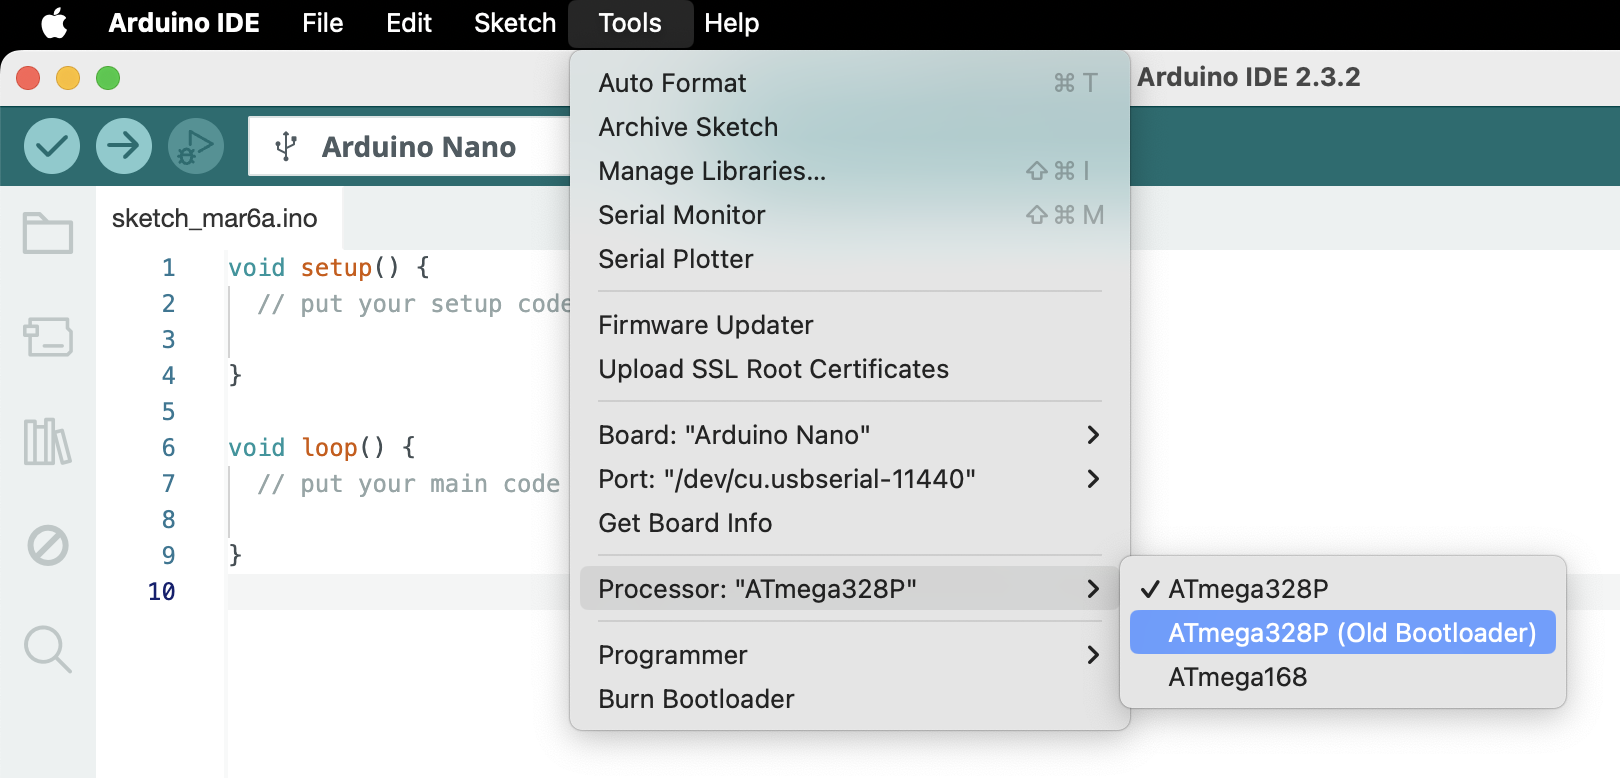 Arduino IDE File Edit Sketch Tools Help
Arduino IDE 2.3.2
Arduino Nano
sketch_mar6a.ino
1 void setup() {
2 // put your setup code
3
4 }
5
6 void loop() {
7 // put your main code
8
9 }
10
Auto Format ⌘ T
Archive Sketch
Manage Libraries... ⇧ ⌘ I
Serial Monitor ⇧ ⌘ M
Serial Plotter
Firmware Updater
Upload SSL Root Certificates
Board: "Arduino Nano"
Port: "/dev/cu.usbserial-11440"
Get Board Info
Processor: "ATmega328P"
Programmer
Burn Bootloader
✓ ATmega328P
ATmega328P (Old Bootloader)
ATmega168